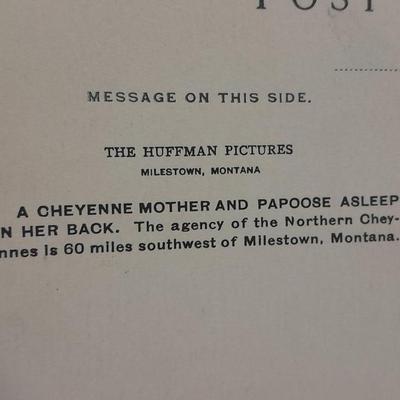 POST
MESSAGE ON THIS SIDE.
THE HUFFMAN PICTURES
MILESTOWN, MONTANA
A CHEYENNE MOTHER AND PAPOOSE ASLEEP
N HER BACK. The agency of the Northern Chey-
nnes is 60 miles southwest of Milestown, Montana.